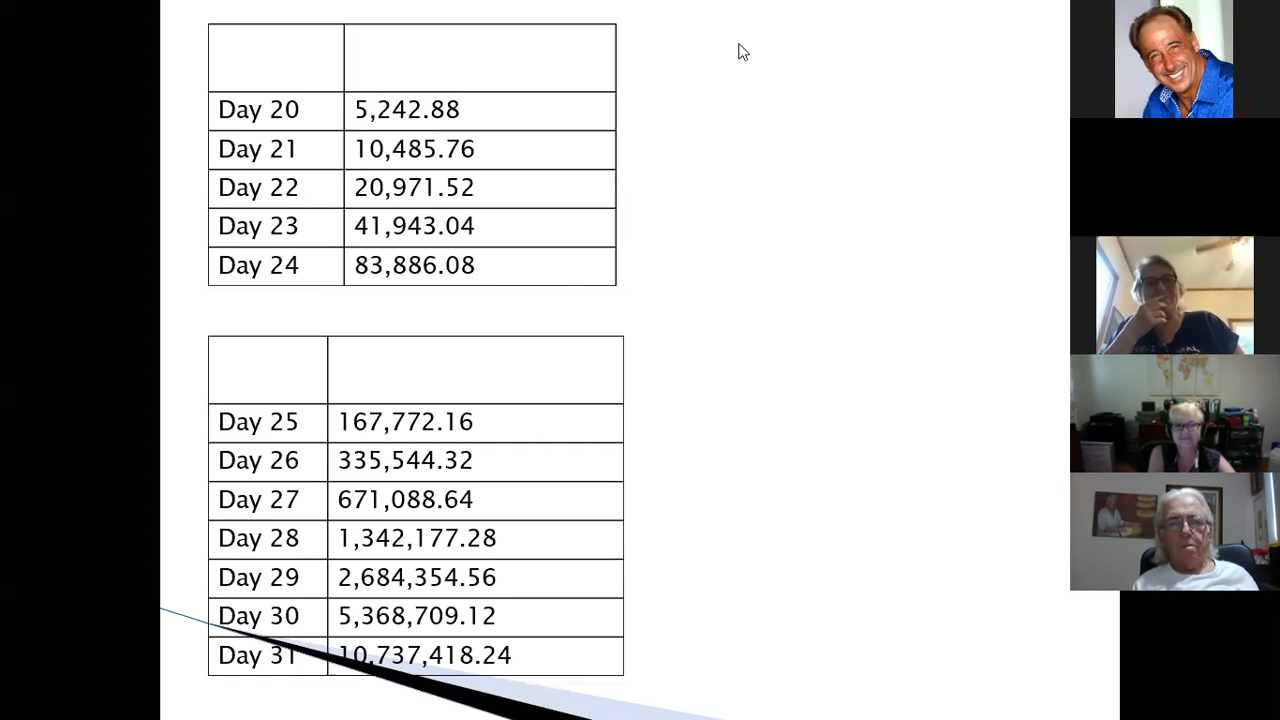 Day 20 5,242.88
Day 21 10,485.76
Day 22 20,971.52
Day 23 41,943.04
Day 24 83,886.08
Day 25 167,772.16
Day 26 335,544.32
Day 27 671,088.64
Day 28 1,342,177.28
Day 29 2,684,354.56
Day 30 5,368,709.12
Day 31 10,737,418.24